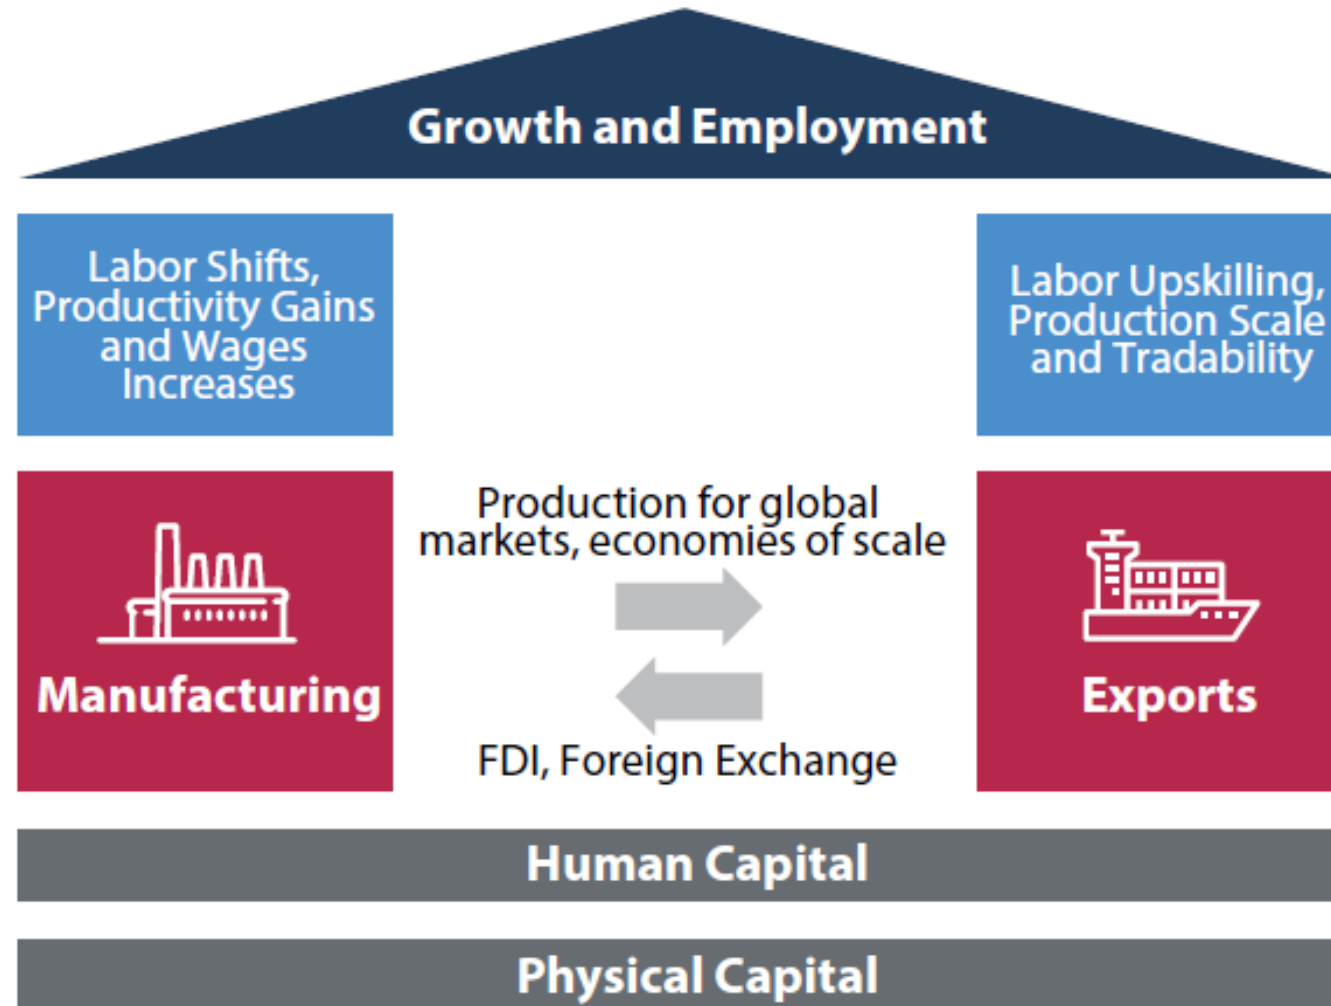 Growth and Employment
Labor Shifts,
Productivity Gains
and Wages
Increases
Labor Upskilling,
Production Scale
and Tradability
Production for global
markets, economies of scale
Manufacturing
Exports
FDI, Foreign Exchange
Human Capital
Physical Capital